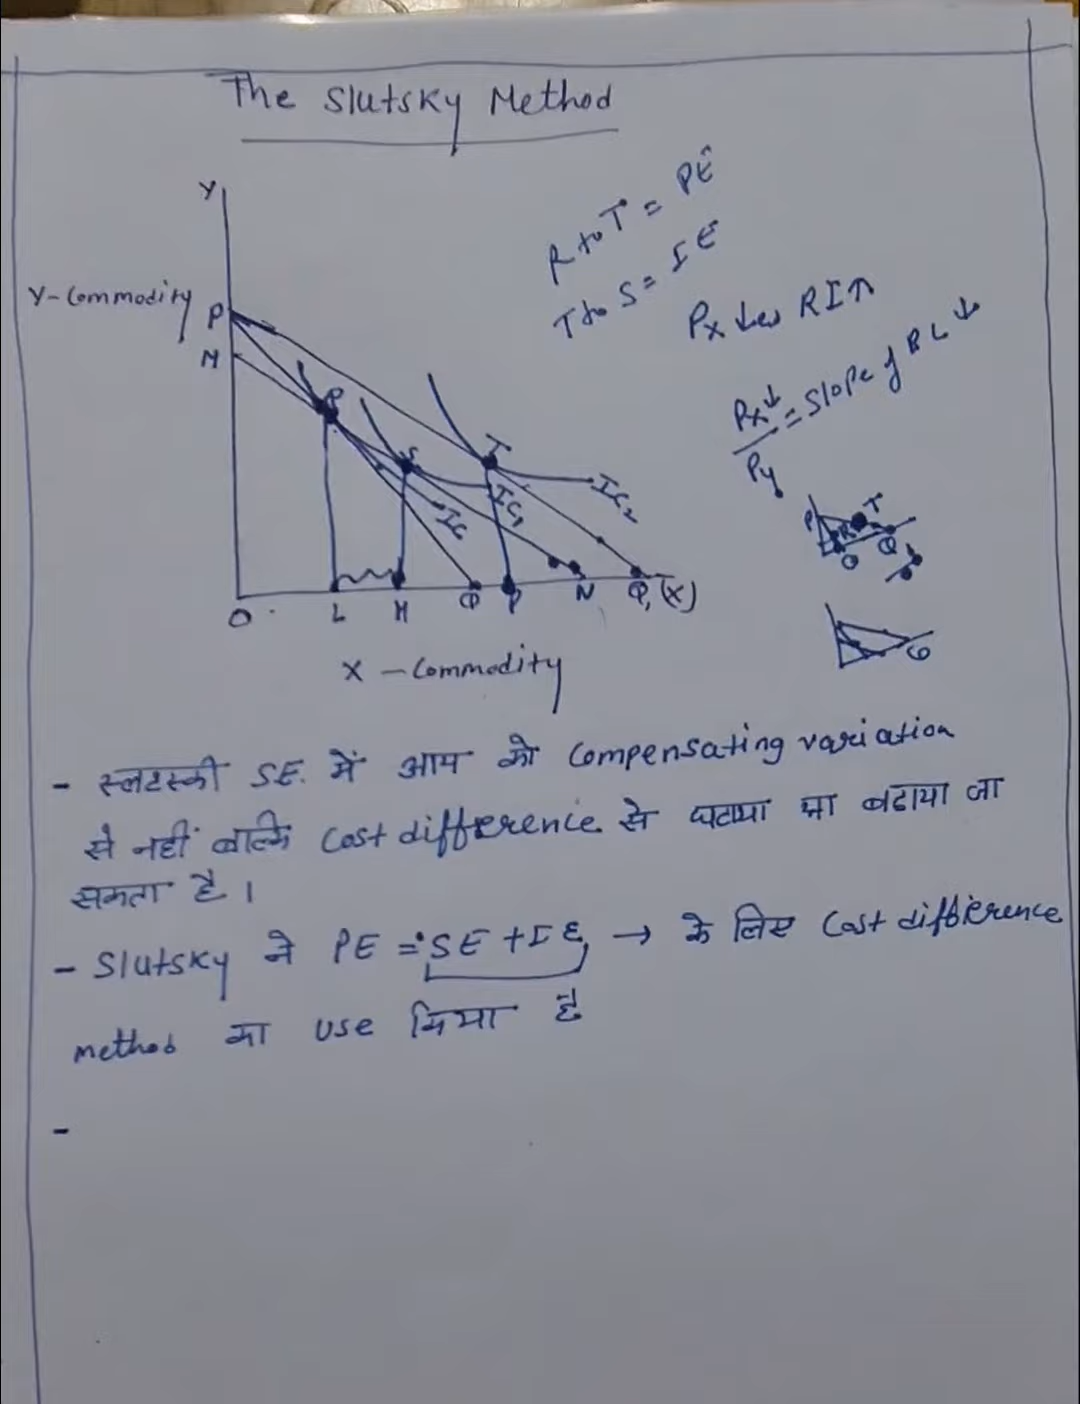 The Slutsky Method
Y
Y-Commodity
P
M
R
S
T
IC
IC1
IC2
O
L
H
Q
P
N
Q1 (X)
X - Commodity
R to T = PE
T to S = IE
Px ↓es RI↑
Px↓ = Slope of BL ↓
Py
P
R
T
Q
- स्लटस्की SE. में आय को Compensating variation
से नहीं बल्कि Cost difference से घटाया या बढाया जा
सकता है ।
- Slutsky ने PE = SE + IE → के लिए Cost difference
method का use किया है
-